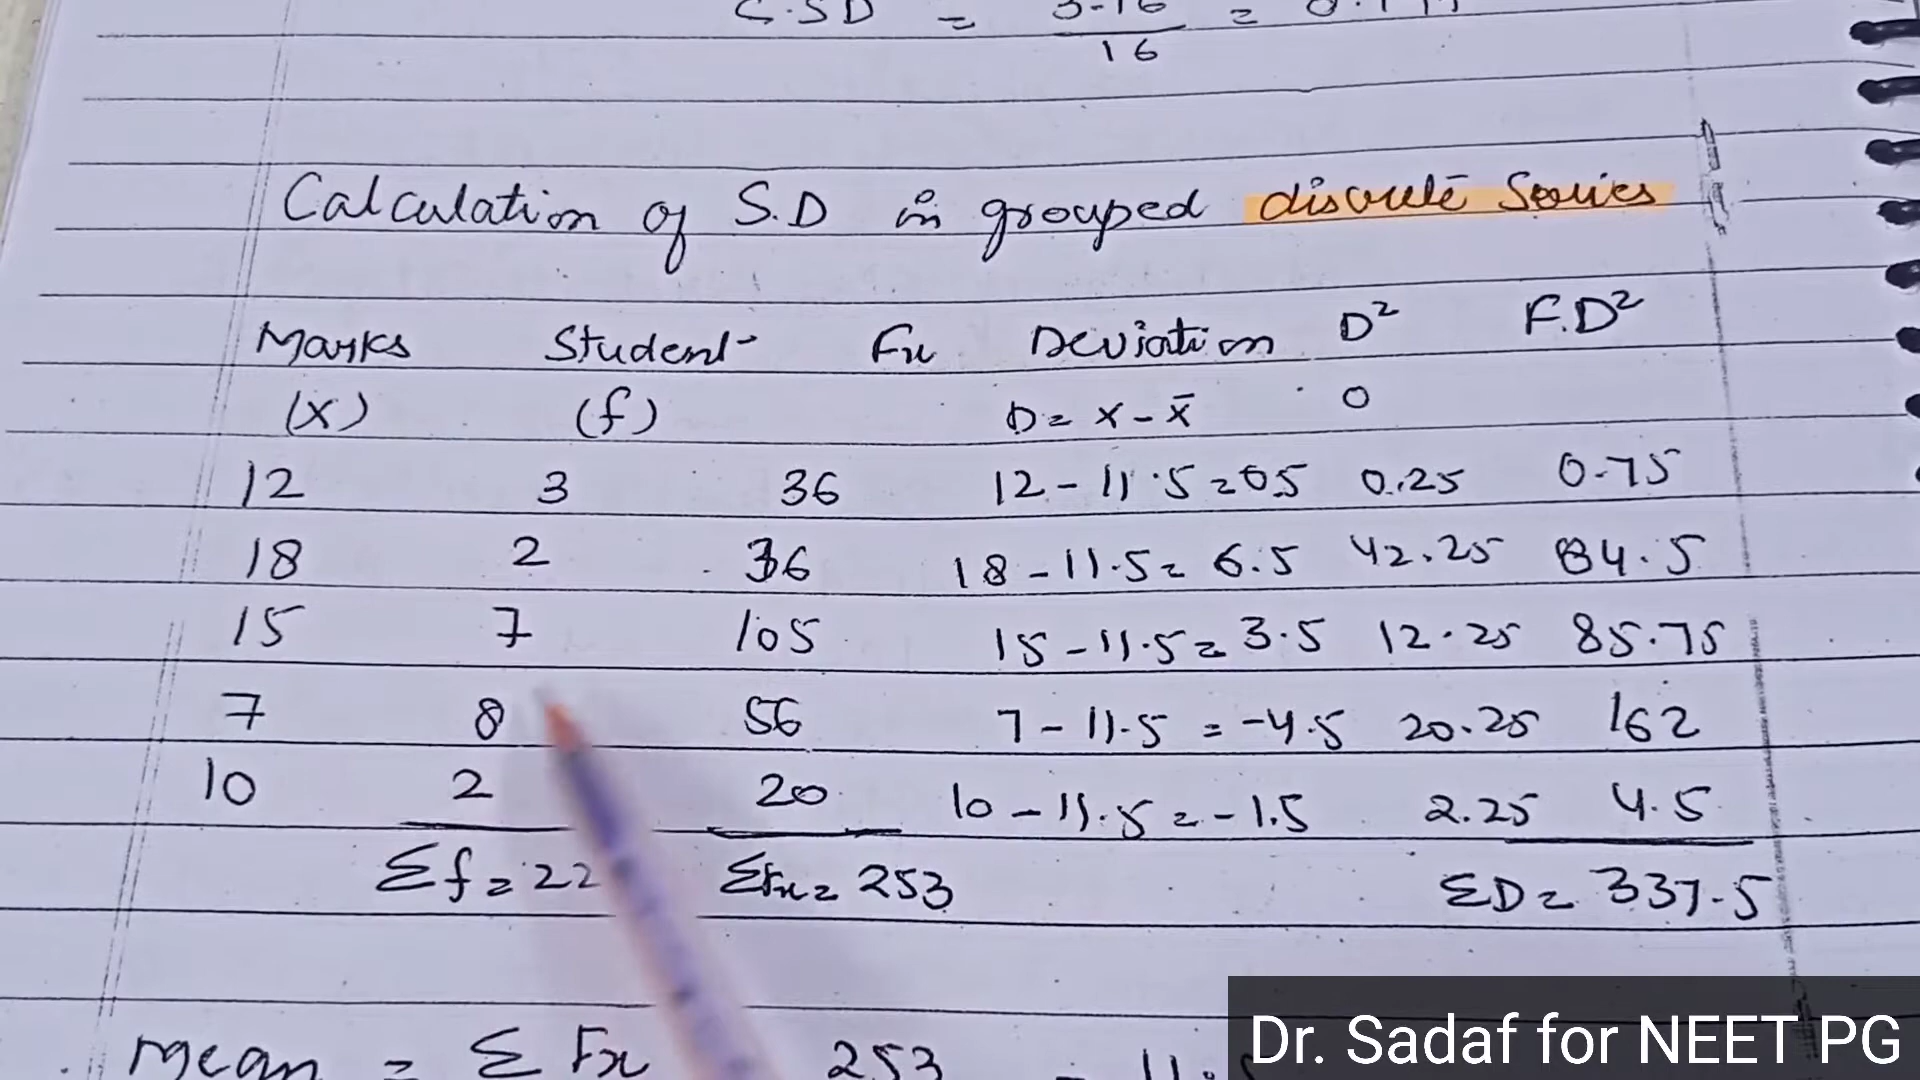 Calculation of S.D in grouped discrete Series
Marks Student Fx Deviation D² F.D²
(x) (f) D = x - x̄ 0
12 3 36 12 - 11.5 = 0.5 0.25 0.75
18 2 36 18 - 11.5 = 6.5 42.25 84.5
15 7 105 15 - 11.5 = 3.5 12.25 85.75
7 8 56 7 - 11.5 = -4.5 20.25 162
10 2 20 10 - 11.5 = -1.5 2.25 4.5
Σf = 22 ΣFx = 253 ΣD = 337.5
Mean = ΣFx 253 =
Dr. Sadaf for NEET PG